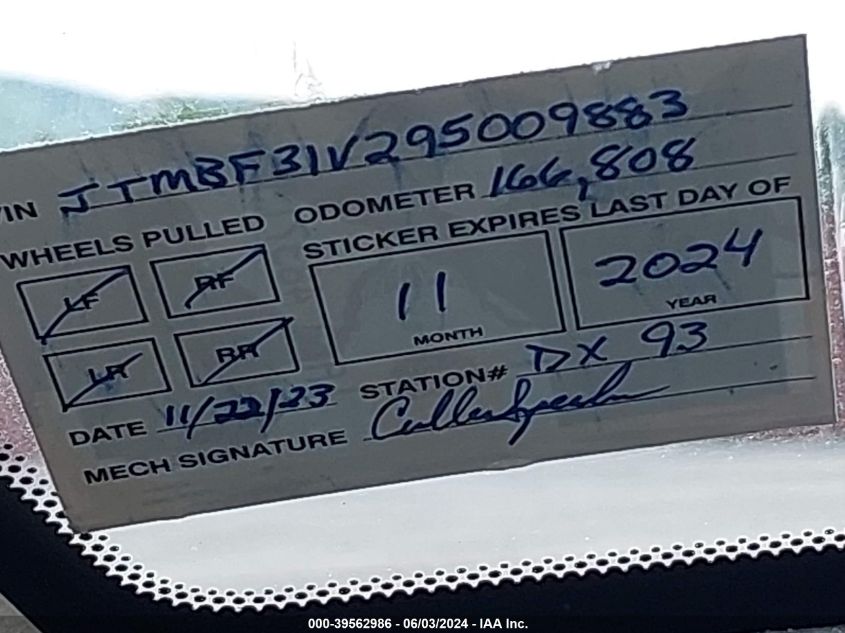 VIN JTMBF31V295009883
ODOMETER 166,808
WHEELS PULLED
STICKER EXPIRES LAST DAY OF
LF RF
LR RR
11
MONTH
2024
YEAR
DATE 11/22/23
STATION# DX 93
MECH SIGNATURE
000-39562986 - 06/03/2024 - IAA Inc.